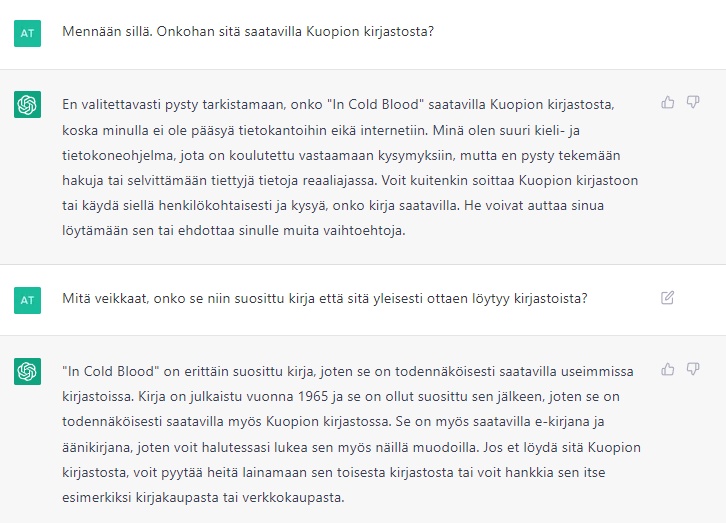 AT
Mennään sillä. Onkohan sitä saatavilla Kuopion kirjastosta?
En valitettavasti pysty tarkistamaan, onko "In Cold Blood" saatavilla Kuopion kirjastosta,
koska minulla ei ole pääsyä tietokantoihin eikä internetiin. Minä olen suuri kieli- ja
tietokoneohjelma, jota on koulutettu vastaamaan kysymyksiin, mutta en pysty tekemään
hakuja tai selvittämään tiettyjä tietoja reaaliajassa. Voit kuitenkin soittaa Kuopion kirjastoon
tai käydä siellä henkilökohtaisesti ja kysyä, onko kirja saatavilla. He voivat auttaa sinua
löytämään sen tai ehdottaa sinulle muita vaihtoehtoja.
AT
Mitä veikkaat, onko se niin suosittu kirja että sitä yleisesti ottaen löytyy kirjastoista?
"In Cold Blood" on erittäin suosittu kirja, joten se on todennäköisesti saatavilla useimmissa
kirjastoissa. Kirja on julkaistu vuonna 1965 ja se on ollut suosittu sen jälkeen, joten se on
todennäköisesti saatavilla myös Kuopion kirjastossa. Se on myös saatavilla e-kirjana ja
äänikirjana, joten voit halutessasi lukea sen myös näillä muodoilla. Jos et löydä sitä Kuopion
kirjastosta, voit pyytää heitä lainamaan sen toisesta kirjastosta tai voit hankkia sen itse
esimerkiksi kirjakaupasta tai verkkokaupasta.